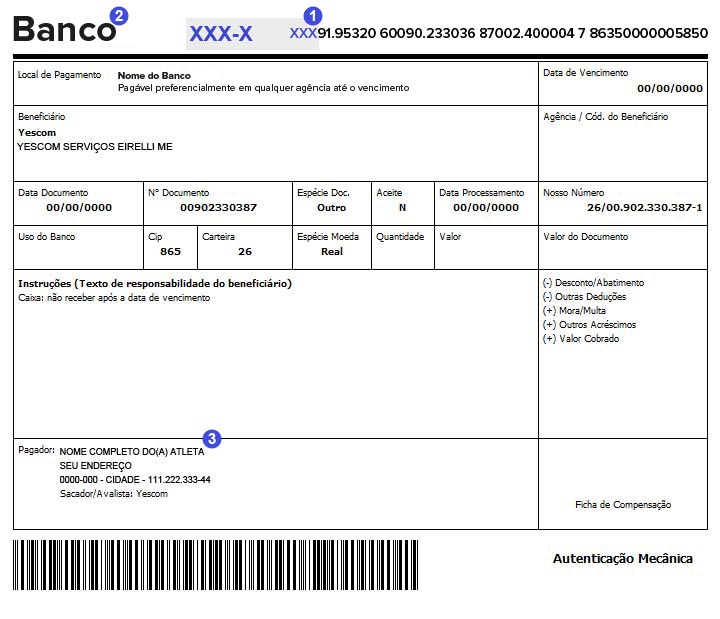 Banco 2 XXX-X 1 XXX91.95320 60090.233036 87002.400004 7 86350000005850
Local de Pagamento Nome do Banco
Pagável preferencialmente em qualquer agência até o vencimento
Data de Vencimento
00/00/0000
Beneficiário
Yescom
YESCOM SERVIÇOS EIRELLI ME
Agência / Cód. do Beneficiário
Data Documento N° Documento Espécie Doc. Aceite Data Processamento Nosso Número
00/00/0000 00902330387 Outro N 00/00/0000 26/00.902.330.387-1
Uso do Banco Cip Carteira Espécie Moeda Quantidade Valor Valor do Documento
865 26 Real
Instruções (Texto de responsabilidade do beneficiário)
Caixa: não receber após a data de vencimento
(-) Desconto/Abatimento
(-) Outras Deduções
(+) Mora/Multa
(+) Outros Acréscimos
(+) Valor Cobrado
3
Pagador: NOME COMPLETO DO(A) ATLETA
SEU ENDEREÇO
0000-000 - CIDADE - 111.222.333-44
Sacador/Avalista: Yescom
Ficha de Compensação
Autenticação Mecânica